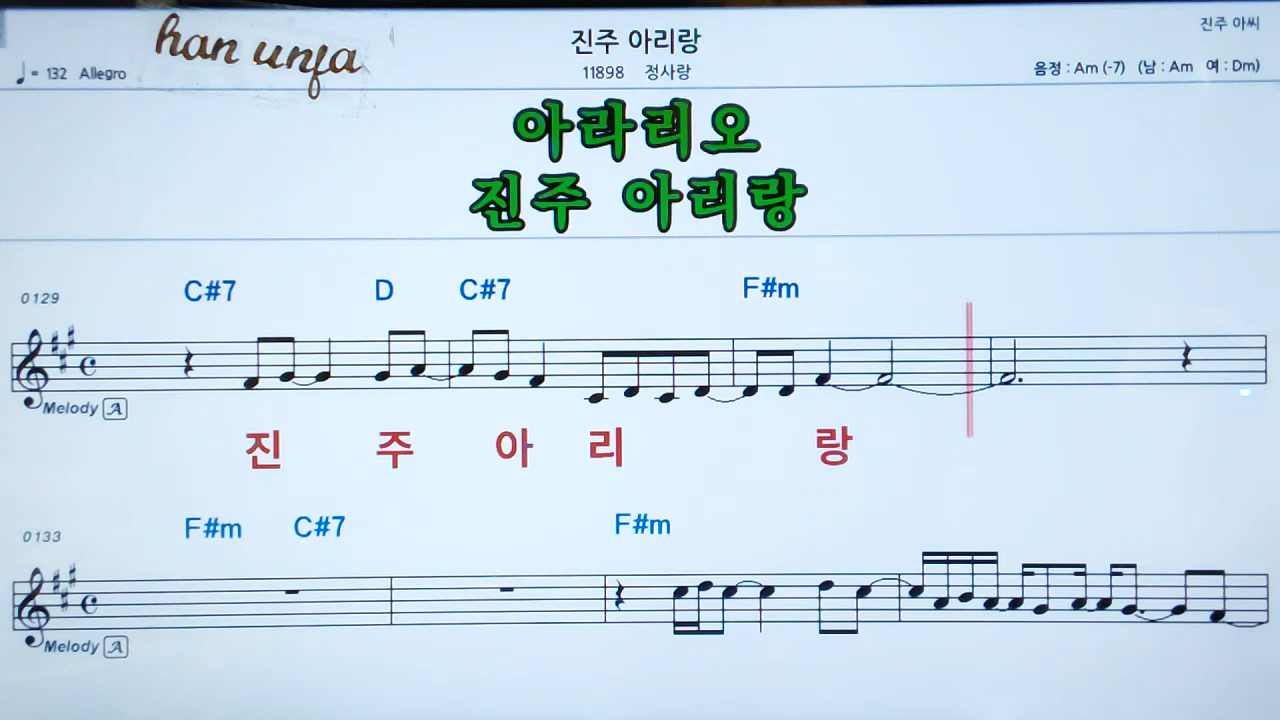 han unfa
진주 아리랑
진주 아씨
♩= 132 Allegro
11898 정사랑
음정 : Am (-7) (남 : Am 여 : Dm)
아라리오
진주 아리랑
0129
C#7 D C#7 F#m
Melody A
진 주 아 리 랑
0133
F#m C#7 F#m
Melody A